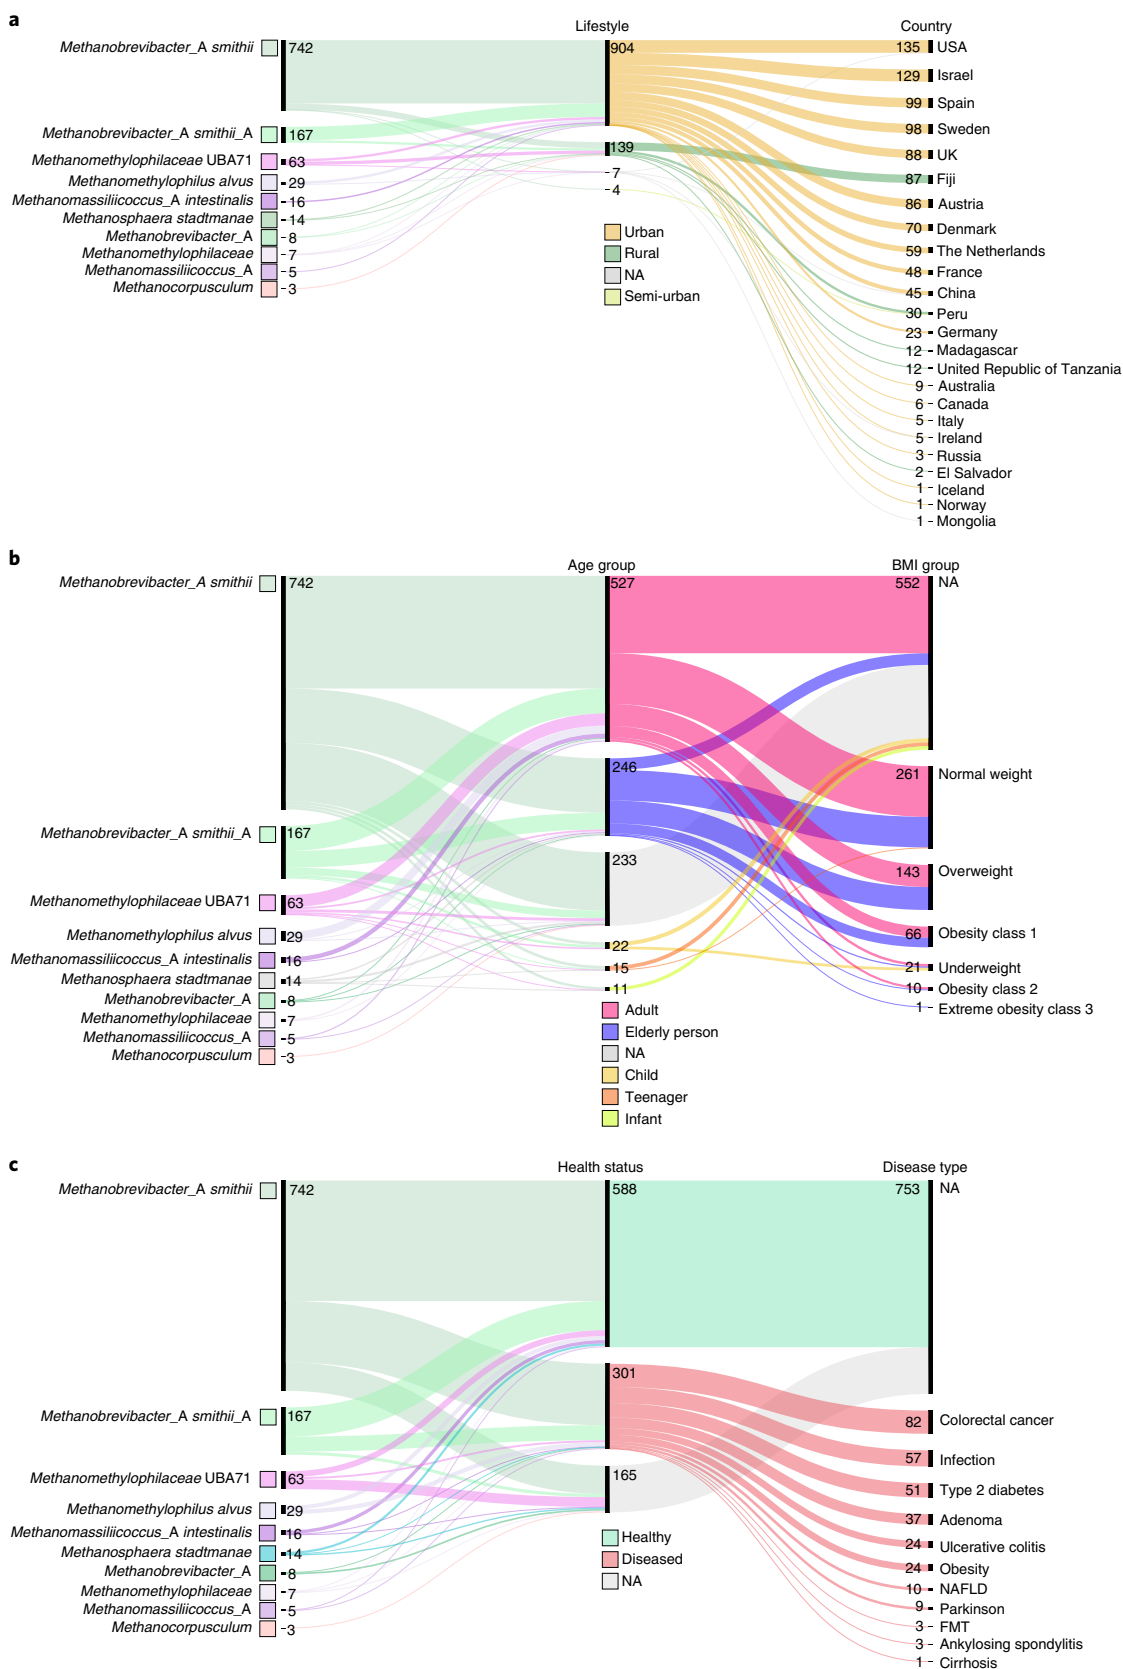 a
Lifestyle
Country
Methanobrevibacter_A smithii
742
904
135 USA
129 Israel
99 Spain
Methanobrevibacter_A smithii_A
167
98 Sweden
139
88 UK
Methanomethylophilaceae UBA71
63
7
87 Fiji
Methanomethylophilus alvus
29
4
Methanomassiliicoccus_A intestinalis
16
86 Austria
Methanosphaera stadtmanae
14
Urban
70 Denmark
Methanobrevibacter_A
8
Rural
59 The Netherlands
Methanomethylophilaceae
7
NA
48 France
Methanomassiliicoccus_A
5
Semi-urban
45 China
Methanocorpusculum
3
30 Peru
23 Germany
12 Madagascar
12 United Republic of Tanzania
9 Australia
6 Canada
5 Italy
5 Ireland
3 Russia
2 El Salvador
1 Iceland
1 Norway
1 Mongolia
b
Age group
BMI group
Methanobrevibacter_A smithii
742
527
552 NA
246
261 Normal weight
Methanobrevibacter_A smithii_A
167
233
143 Overweight
Methanomethylophilaceae UBA71
63
Methanomethylophilus alvus
29
22
66 Obesity class 1
Methanomassiliicoccus_A intestinalis
16
15
21 Underweight
Methanosphaera stadtmanae
14
11
10 Obesity class 2
Methanobrevibacter_A
8
Adult
1 Extreme obesity class 3
Methanomethylophilaceae
7
Elderly person
Methanomassiliicoccus_A
5
NA
Methanocorpusculum
3
Child
Teenager
Infant
c
Health status
Disease type
Methanobrevibacter_A smithii
742
588
753 NA
301
Methanobrevibacter_A smithii_A
167
82 Colorectal cancer
57 Infection
Methanomethylophilaceae UBA71
63
165
51 Type 2 diabetes
Methanomethylophilus alvus
29
37 Adenoma
Methanomassiliicoccus_A intestinalis
16
Healthy
24 Ulcerative colitis
Methanosphaera stadtmanae
14
Diseased
24 Obesity
Methanobrevibacter_A
8
NA
10 NAFLD
Methanomethylophilaceae
7
9 Parkinson
Methanomassiliicoccus_A
5
3 FMT
Methanocorpusculum
3
3 Ankylosing spondylitis
1 Cirrhosis